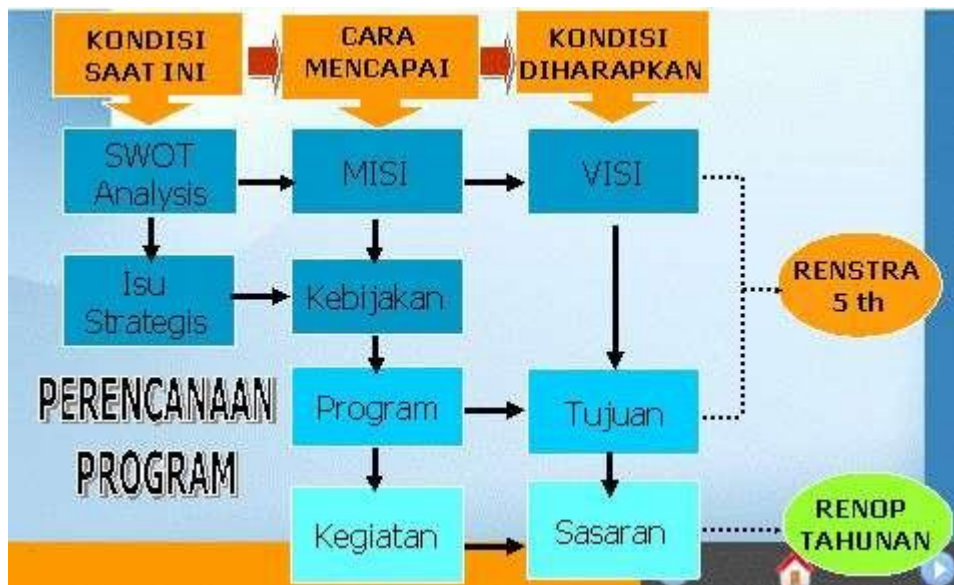 KONDISI
SAAT INI
CARA
MENCAPAI
KONDISI
DIHARAPKAN
SWOT
Analysis
MISI
VISI
Isu
Strategis
Kebijakan
RENSTRA
5 th
PERENCANAAN
PROGRAM
Program
Tujuan
Kegiatan
Sasaran
RENOP
TAHUNAN